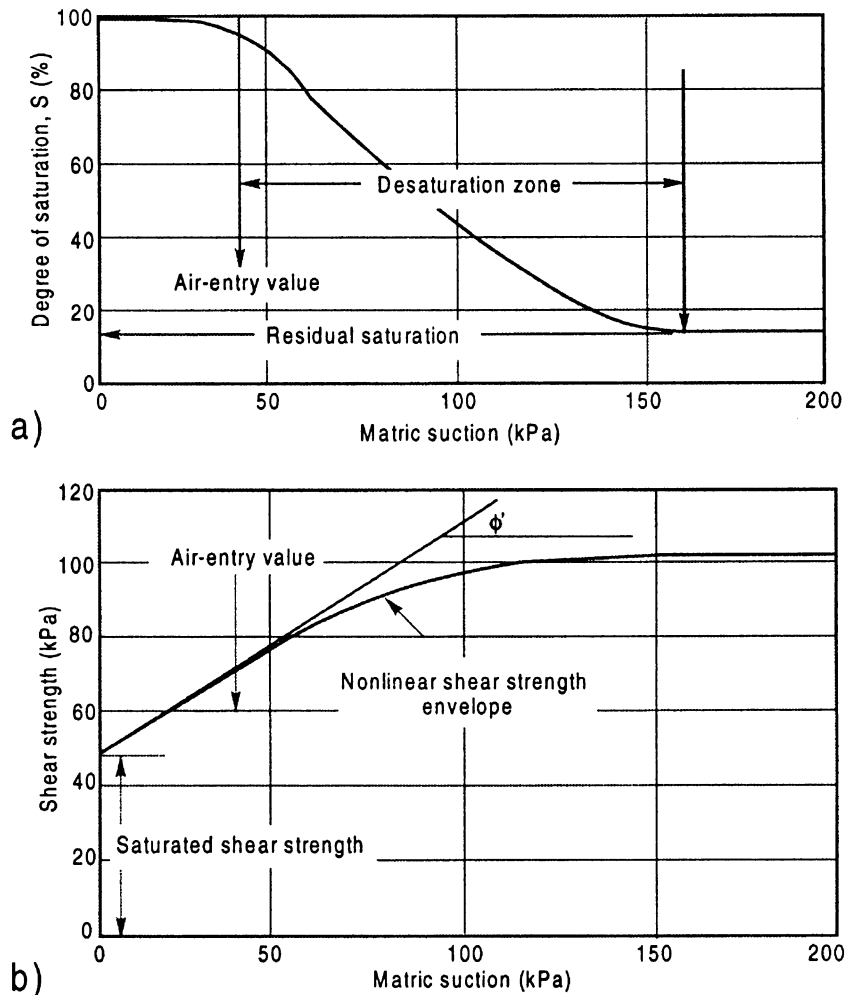 100
80
60
40
20
0
Degree of saturation, S (%)
Desaturation zone
Air-entry value
Residual saturation
0 50 100 150 200
Matric suction (kPa)
a)
120
100
80
60
40
20
0
Shear strength (kPa)
ϕ'
Air-entry value
Nonlinear shear strength
envelope
Saturated shear strength
0 50 100 150 200
Matric suction (kPa)
b)